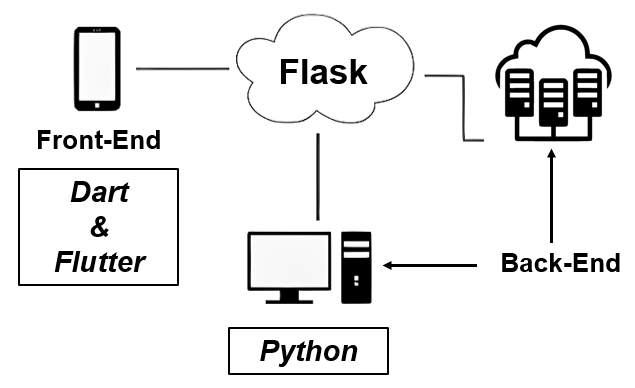 Flask
Front-End
Dart
&
Flutter
Back-End
Python